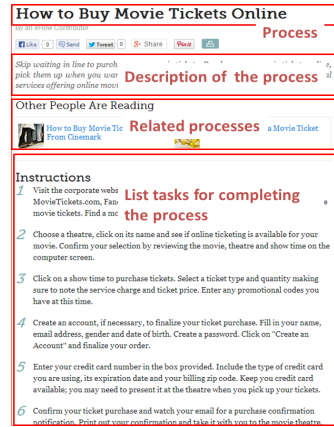 How to Buy Movie Tickets Online
Process
By an eHow Contributor
Like 0 Send Tweet 0 Share Pin it
Skip waiting in line to purch
pick them up when you wan
services offering online movi
Description of the process
Other People Are Reading
How to Buy Movie Tic
From Cinemark
Related processes
a Movie Ticket
Instructions
1 Visit the corporate webs
MovieTickets.com, Fan
movie tickets. Find a mo
List tasks for completing
the process
2 Choose a theatre, click on its name and see if online ticketing is available for your
movie. Confirm your selection by reviewing the movie, theatre and show time on the
computer screen.
3 Click on a show time to purchase tickets. Select a ticket type and quantity making
sure to note the service charge and ticket price. Enter any promotional codes you
have at this time.
4 Create an account, if necessary, to finalize your ticket purchase. Fill in your name,
email address, gender and date of birth. Create a password. Click on "Create an
Account" and finalize your order.
5 Enter your credit card number in the box provided. Include the type of credit card
you are using, its expiration date and your billing zip code. Keep you credit card
available; you may need to present it at the theatre when you pick up your tickets.
6 Confirm your ticket purchase and watch your email for a purchase confirmation
notification. Print out your confirmation and take it with you to the movie theatre.